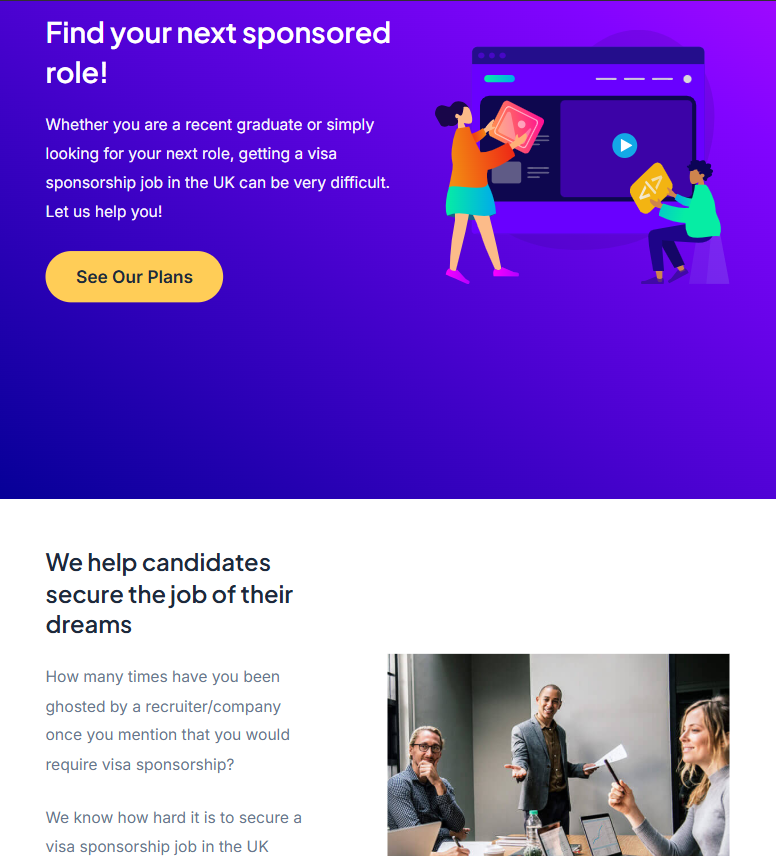 Find your next sponsored
role!
Whether you are a recent graduate or simply
looking for your next role, getting a visa
sponsorship job in the UK can be very difficult.
Let us help you!
See Our Plans
We help candidates
secure the job of their
dreams
How many times have you been
ghosted by a recruiter/company
once you mention that you would
require visa sponsorship?
We know how hard it is to secure a
visa sponsorship job in the UK